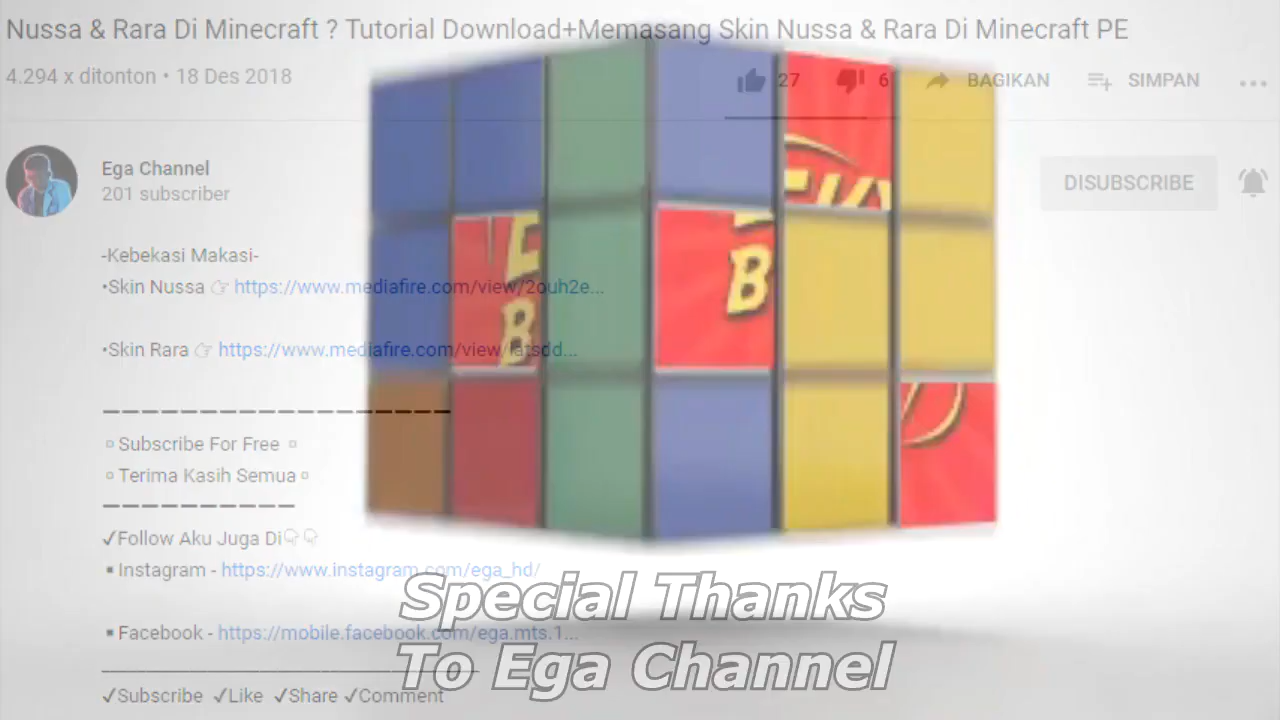 Nussa & Rara Di Minecraft ? Tutorial Download+Memasang Skin Nussa & Rara Di Minecraft PE
4.294 x ditonton • 18 Des 2018
27 6 BAGIKAN SIMPAN
Ega Channel
201 subscriber
DISUBSCRIBE
-Kebekasi Makasi-
•Skin Nussa 👉 https://www.mediafire.com/view/2ouh2e...
•Skin Rara 👉 https://www.mediafire.com/view/latsdd...
▫Subscribe For Free ▫
▫Terima Kasih Semua▫
✓Follow Aku Juga Di👇👇
▪Instagram - https://www.instagram.com/ega_hd/
▪Facebook - https://mobile.facebook.com/ega.mts.1...
✓Subscribe ✓Like ✓Share ✓Comment
Special Thanks
To Ega Channel